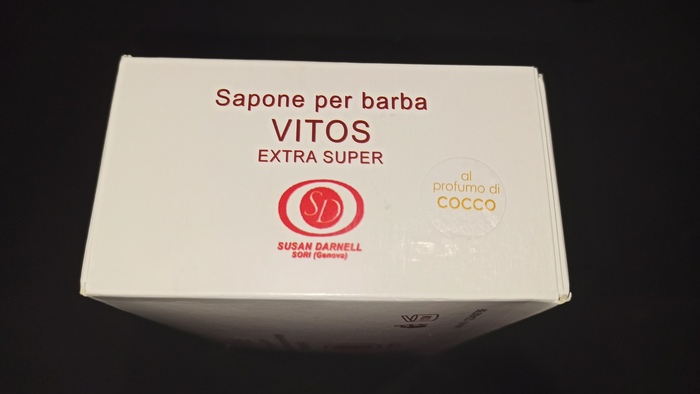 Sapone per barba
VITOS
EXTRA SUPER
SD
SUSAN DARNELL
SORI (Genova)
al
profumo di
COCCO